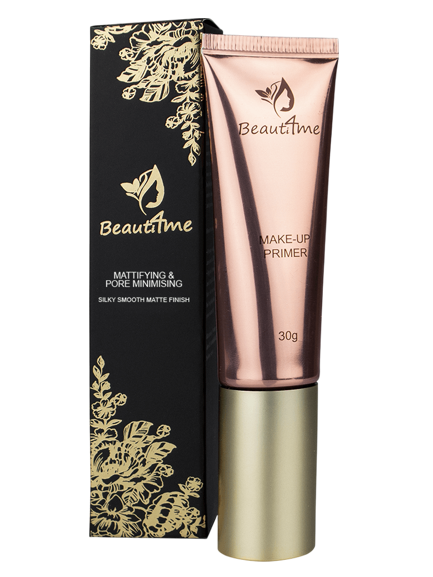 Beauti4me
MATTIFYING &
PORE MINIMISING
SILKY SMOOTH MATTE FINISH
Beauti4me
MAKE-UP
PRIMER
30g